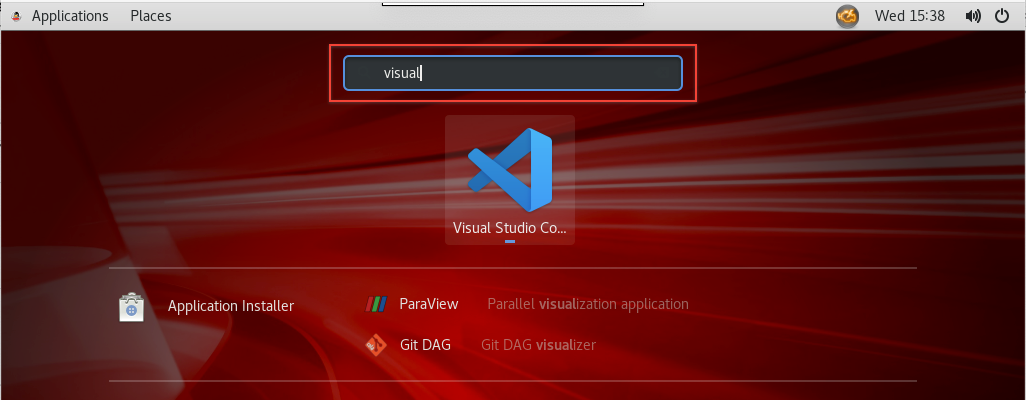 Applications Places Wed 15:38
visual
Visual Studio Co...
Application Installer ParaView Parallel visualization application
Git DAG Git DAG visualizer